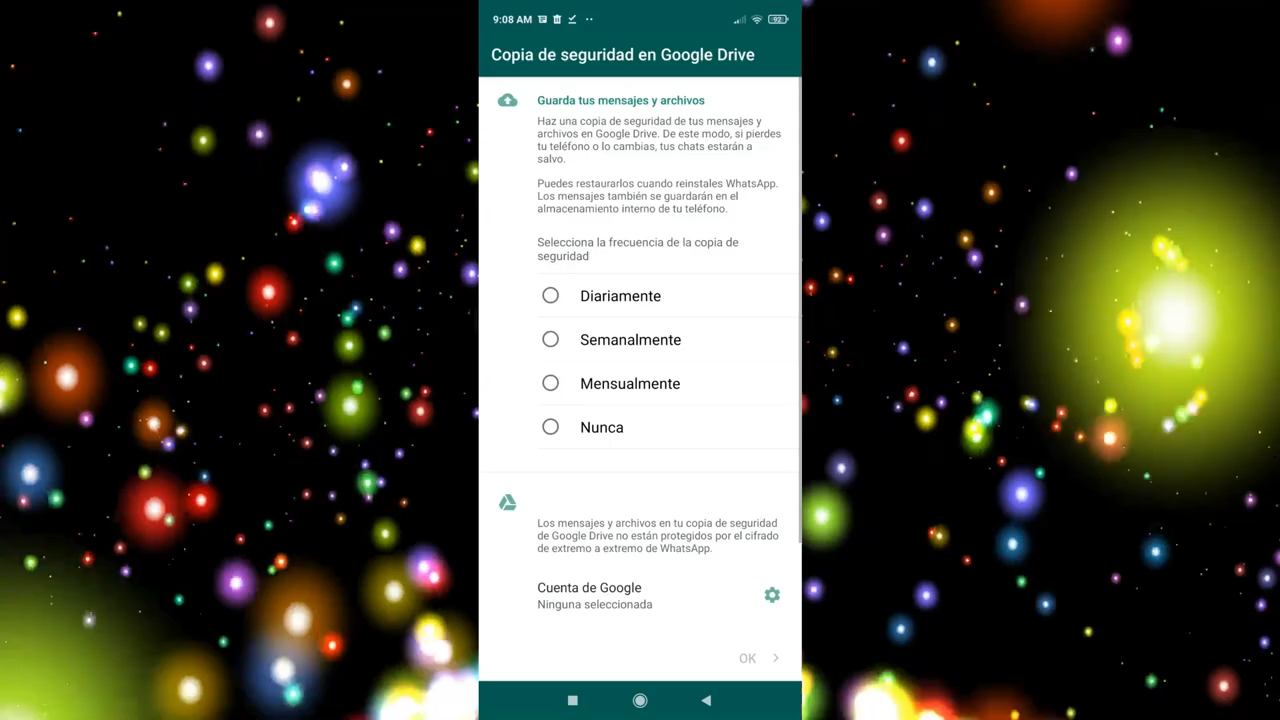 9:08 AM
92
Copia de seguridad en Google Drive
Guarda tus mensajes y archivos
Haz una copia de seguridad de tus mensajes y
archivos en Google Drive. De este modo, si pierdes
tu teléfono o lo cambias, tus chats estarán a
salvo.
Puedes restaurarlos cuando reinstales WhatsApp.
Los mensajes también se guardarán en el
almacenamiento interno de tu teléfono.
Selecciona la frecuencia de la copia de
seguridad
Diariamente
Semanalmente
Mensualmente
Nunca
Los mensajes y archivos en tu copia de seguridad
de Google Drive no están protegidos por el cifrado
de extremo a extremo de WhatsApp.
Cuenta de Google
Ninguna seleccionada
OK